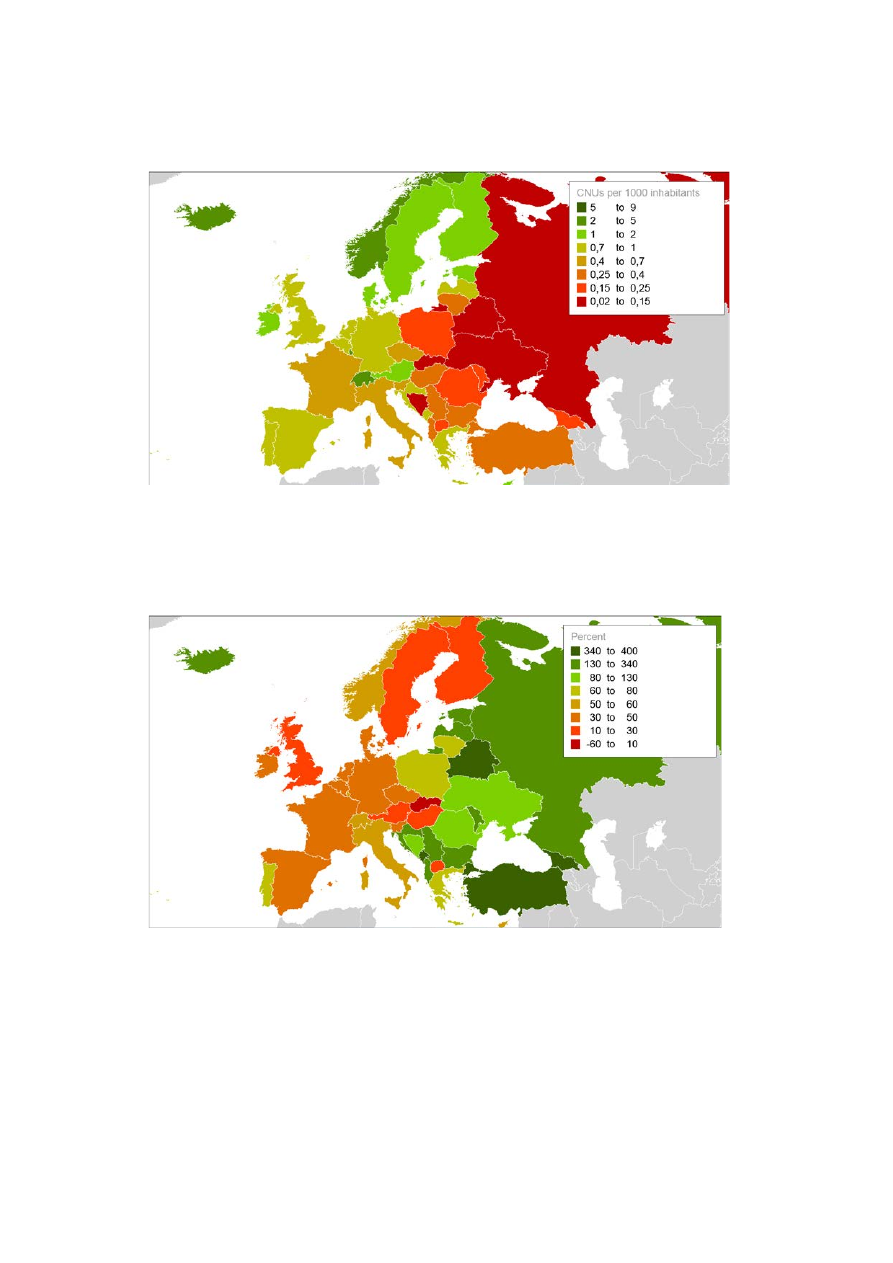 CNUs per 1000 inhabitants
5 to 9
2 to 5
1 to 2
0,7 to 1
0,4 to 0,7
0,25 to 0,4
0,15 to 0,25
0,02 to 0,15
Percent
340 to 400
130 to 340
80 to 130
60 to 80
50 to 60
30 to 50
10 to 30
-60 to 10